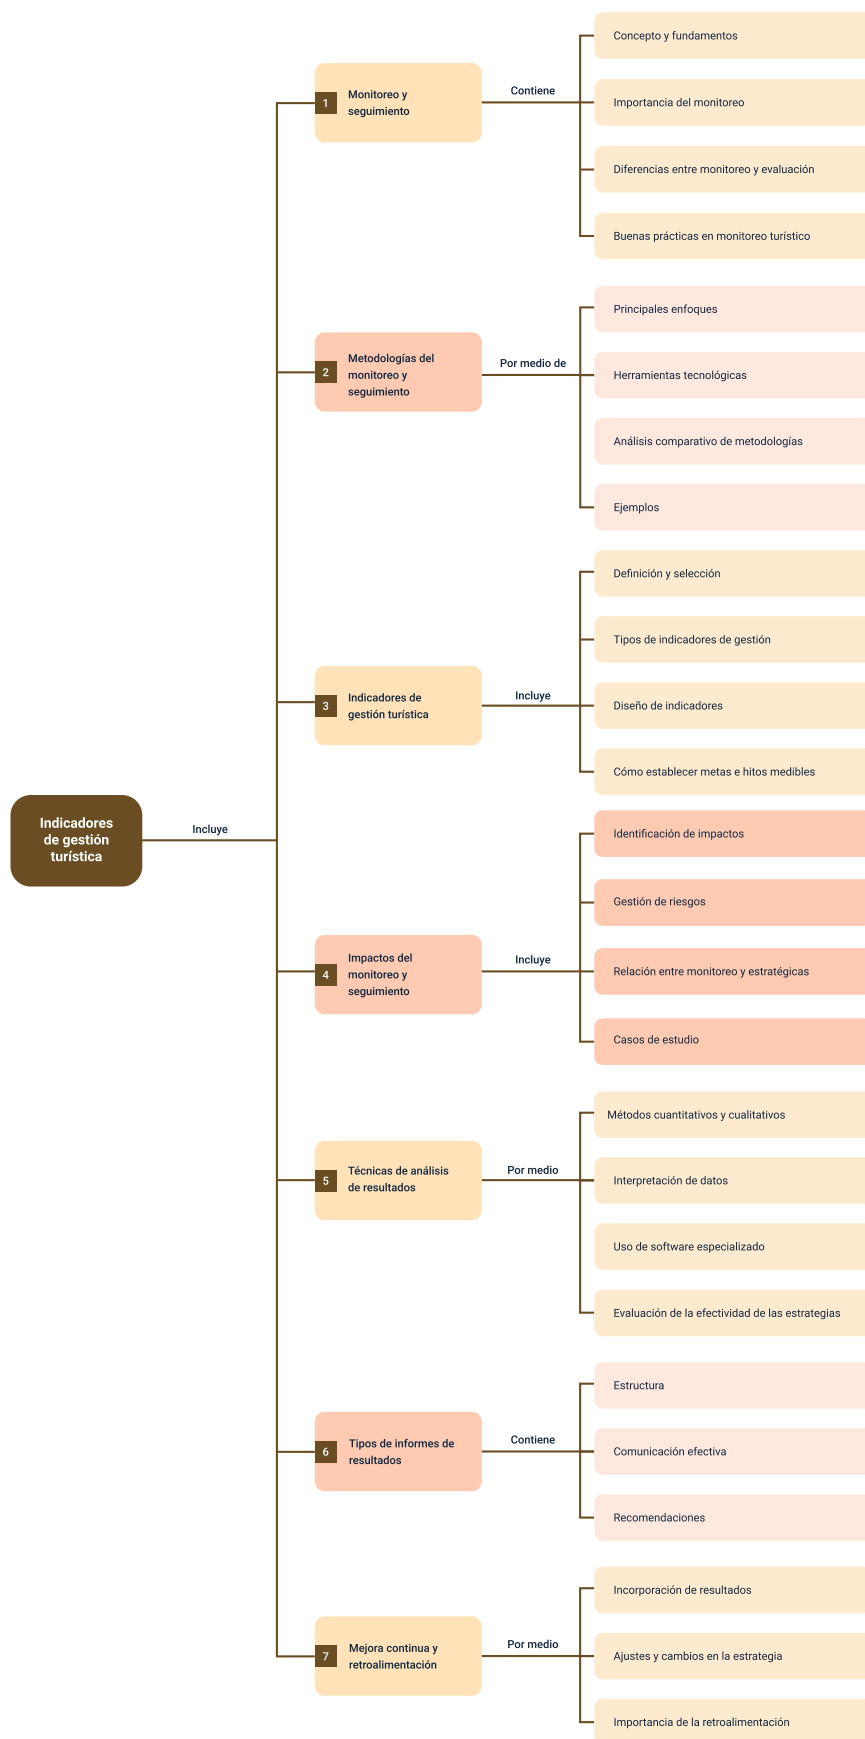 Indicadores
de gestión
turística
Incluye
1
Monitoreo y
seguimiento
Contiene
Concepto y fundamentos
Importancia del monitoreo
Diferencias entre monitoreo y evaluación
Buenas prácticas en monitoreo turístico
2
Metodologías del
monitoreo y
seguimiento
Por medio de
Principales enfoques
Herramientas tecnológicas
Análisis comparativo de metodologías
Ejemplos
3
Indicadores de
gestión turística
Incluye
Definición y selección
Tipos de indicadores de gestión
Diseño de indicadores
Cómo establecer metas e hitos medibles
4
Impactos del
monitoreo y
seguimiento
Incluye
Identificación de impactos
Gestión de riesgos
Relación entre monitoreo y estratégicas
Casos de estudio
5
Técnicas de análisis
de resultados
Por medio
Métodos cuantitativos y cualitativos
Interpretación de datos
Uso de software especializado
Evaluación de la efectividad de las estrategias
6
Tipos de informes de
resultados
Contiene
Estructura
Comunicación efectiva
Recomendaciones
7
Mejora continua y
retroalimentación
Por medio
Incorporación de resultados
Ajustes y cambios en la estrategia
Importancia de la retroalimentación